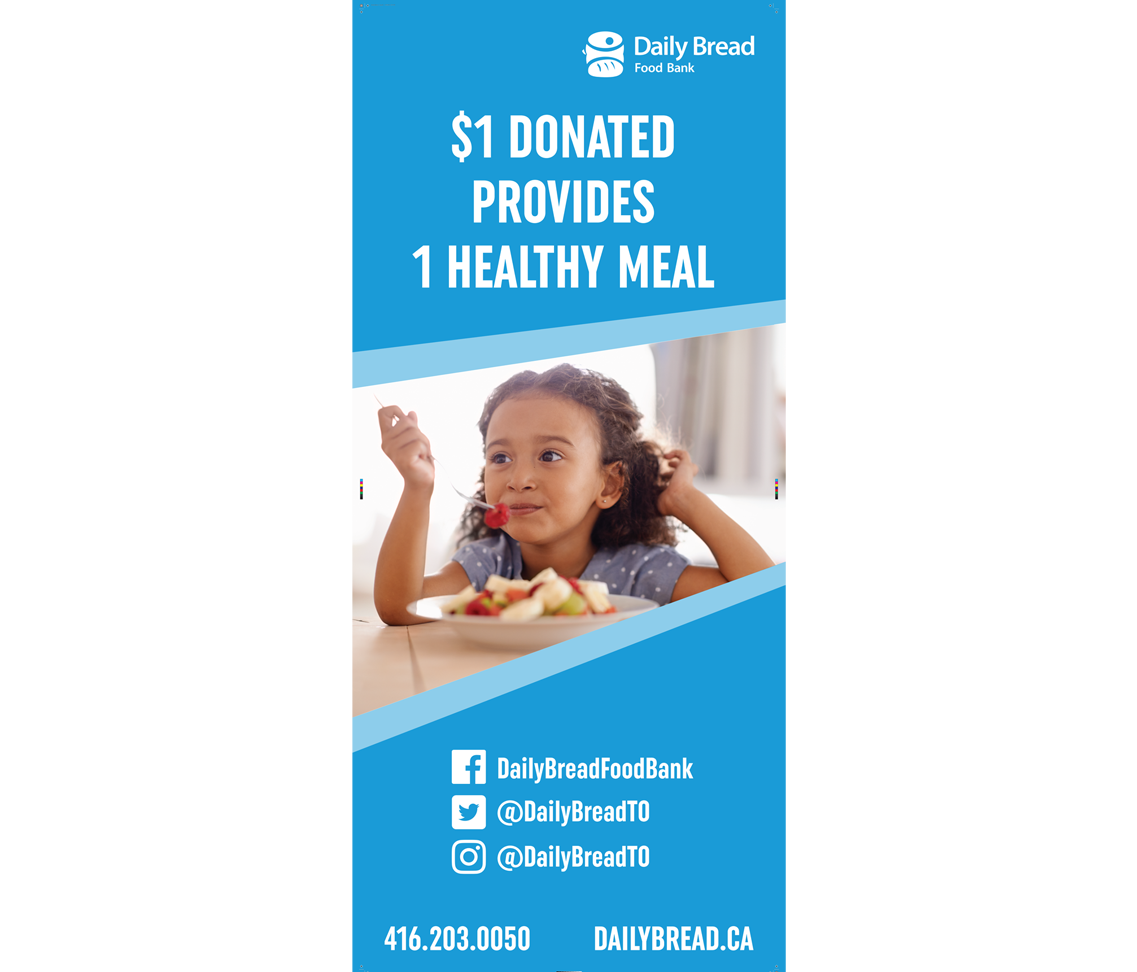 Daily Bread
Food Bank
$1 DONATED
PROVIDES
1 HEALTHY MEAL
DailyBreadFoodBank
@DailyBreadTO
@DailyBreadTO
416.203.0050 DAILYBREAD.CA